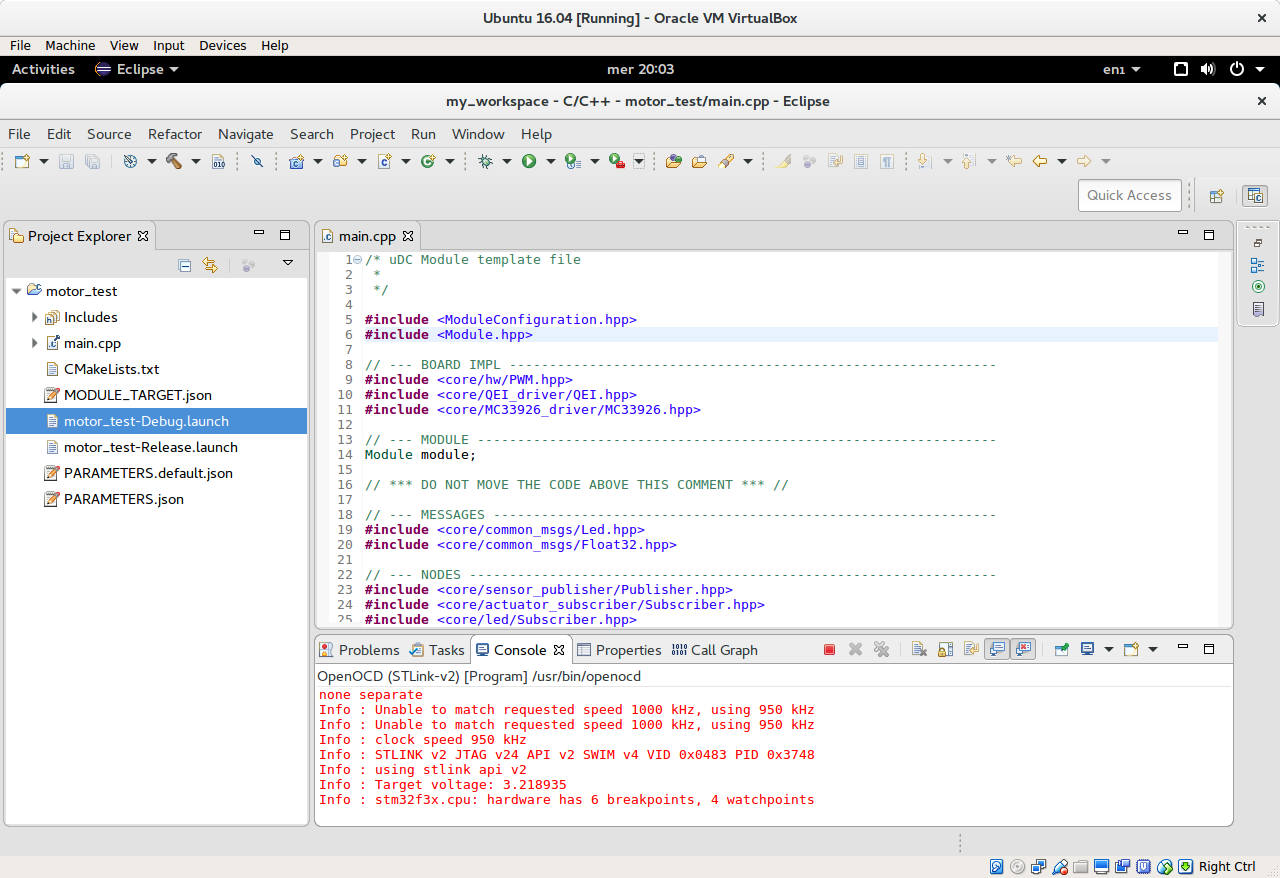 Ubuntu 16.04 [Running] - Oracle VM VirtualBox
File Machine View Input Devices Help
Activities Eclipse mer 20:03 en1
my_workspace - C/C++ - motor_test/main.cpp - Eclipse
File Edit Source Refactor Navigate Search Project Run Window Help
Quick Access
Project Explorer
motor_test
Includes
main.cpp
CMakeLists.txt
MODULE_TARGET.json
motor_test-Debug.launch
motor_test-Release.launch
PARAMETERS.default.json
PARAMETERS.json
main.cpp
1 /* uDC Module template file
2 *
3 */
4
5 #include <ModuleConfiguration.hpp>
6 #include <Module.hpp>
7
8 // --- BOARD IMPL -------------------------------------------------------------
9 #include <core/hw/PWM.hpp>
10 #include <core/QEI_driver/QEI.hpp>
11 #include <core/MC33926_driver/MC33926.hpp>
12
13 // --- MODULE -----------------------------------------------------------------
14 Module module;
15
16 // *** DO NOT MOVE THE CODE ABOVE THIS COMMENT *** //
17
18 // --- MESSAGES ---------------------------------------------------------------
19 #include <core/common_msgs/Led.hpp>
20 #include <core/common_msgs/Float32.hpp>
21
22 // --- NODES ------------------------------------------------------------------
23 #include <core/sensor_publisher/Publisher.hpp>
24 #include <core/actuator_subscriber/Subscriber.hpp>
25 #include <core/led/Subscriber.hpp>
Problems Tasks Console Properties Call Graph
OpenOCD (STLink-v2) [Program] /usr/bin/openocd
none separate
Info : Unable to match requested speed 1000 kHz, using 950 kHz
Info : Unable to match requested speed 1000 kHz, using 950 kHz
Info : clock speed 950 kHz
Info : STLINK v2 JTAG v24 API v2 SWIM v4 VID 0x0483 PID 0x3748
Info : using stlink api v2
Info : Target voltage: 3.218935
Info : stm32f3x.cpu: hardware has 6 breakpoints, 4 watchpoints
Right Ctrl